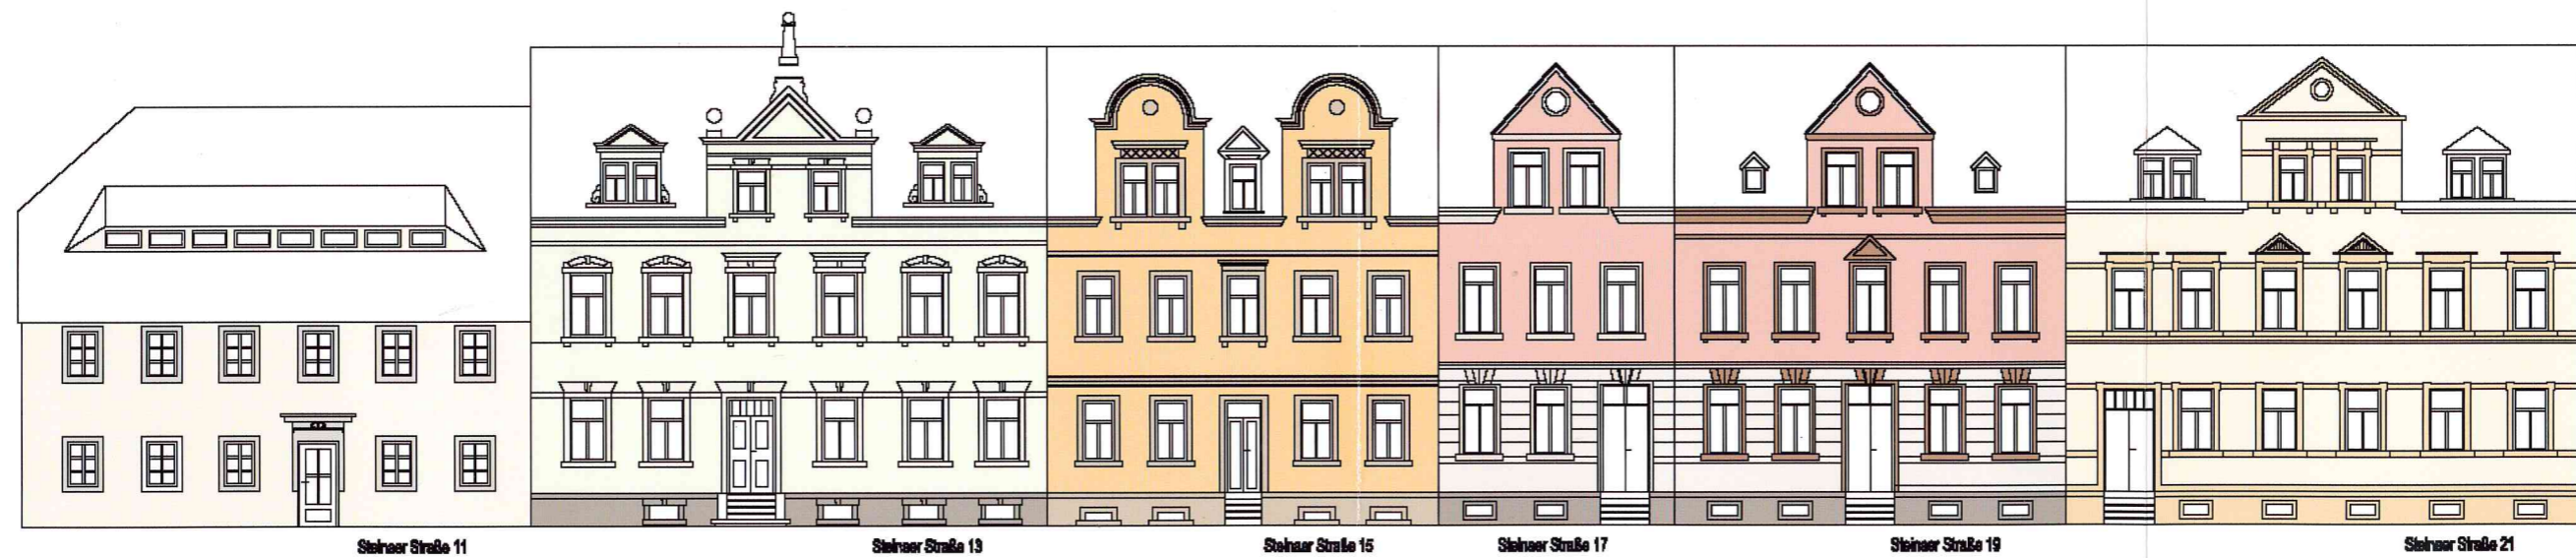 Steinaer Straße 11
Steinaer Straße 13
Steinaer Straße 15
Steinaer Straße 17
Steinaer Straße 19
Steinaer Straße 21